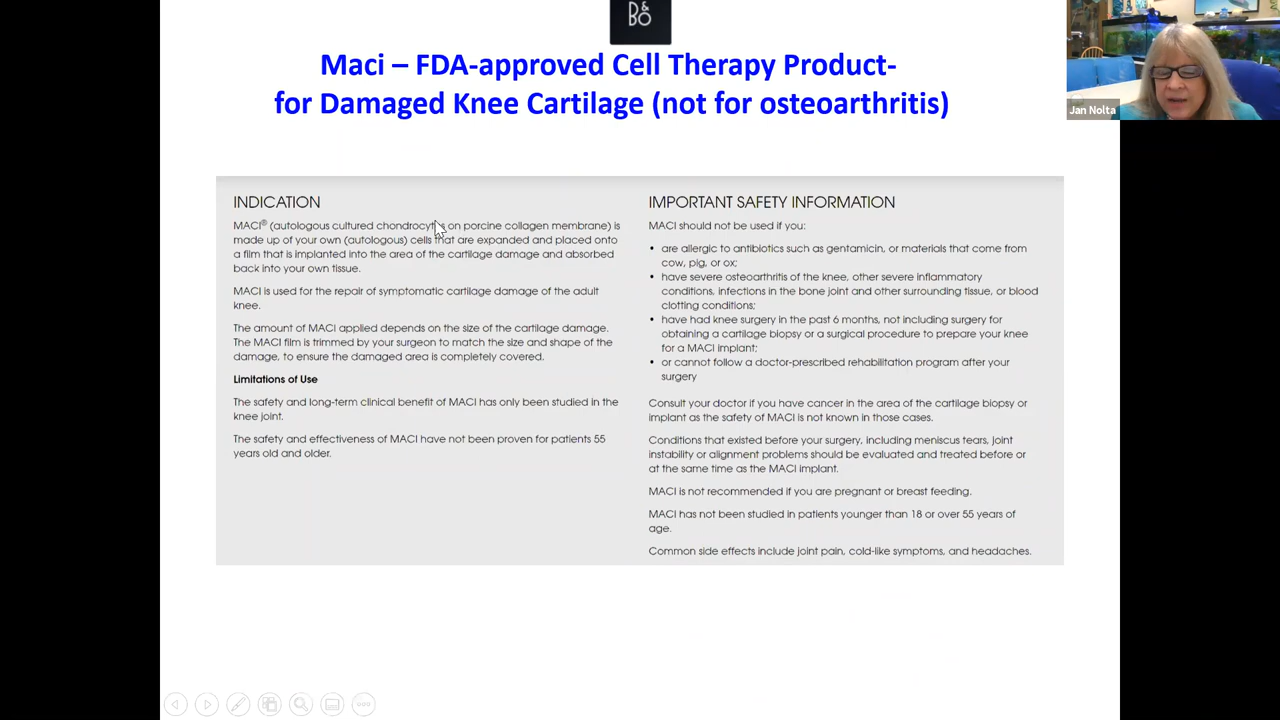 B&O
Maci – FDA-approved Cell Therapy Product-
for Damaged Knee Cartilage (not for osteoarthritis)
Jan Nolta
INDICATION
MACI® (autologous cultured chondrocytes on porcine collagen membrane) is
made up of your own (autologous) cells that are expanded and placed onto
a film that is implanted into the area of the cartilage damage and absorbed
back into your own tissue.
MACI is used for the repair of symptomatic cartilage damage of the adult
knee.
The amount of MACI applied depends on the size of the cartilage damage.
The MACI film is trimmed by your surgeon to match the size and shape of the
damage, to ensure the damaged area is completely covered.
Limitations of Use
The safety and long-term clinical benefit of MACI has only been studied in the
knee joint.
The safety and effectiveness of MACI have not been proven for patients 55
years old and older.
IMPORTANT SAFETY INFORMATION
MACI should not be used if you:
• are allergic to antibiotics such as gentamicin, or materials that come from
cow, pig, or ox;
• have severe osteoarthritis of the knee, other severe inflammatory
conditions, infections in the bone joint and other surrounding tissue, or blood
clotting conditions;
• have had knee surgery in the past 6 months, not including surgery for
obtaining a cartilage biopsy or a surgical procedure to prepare your knee
for a MACI implant;
• or cannot follow a doctor-prescribed rehabilitation program after your
surgery
Consult your doctor if you have cancer in the area of the cartilage biopsy or
implant as the safety of MACI is not known in those cases.
Conditions that existed before your surgery, including meniscus tears, joint
instability or alignment problems should be evaluated and treated before or
at the same time as the MACI implant.
MACI is not recommended if you are pregnant or breast feeding.
MACI has not been studied in patients younger than 18 or over 55 years of
age.
Common side effects include joint pain, cold-like symptoms, and headaches.